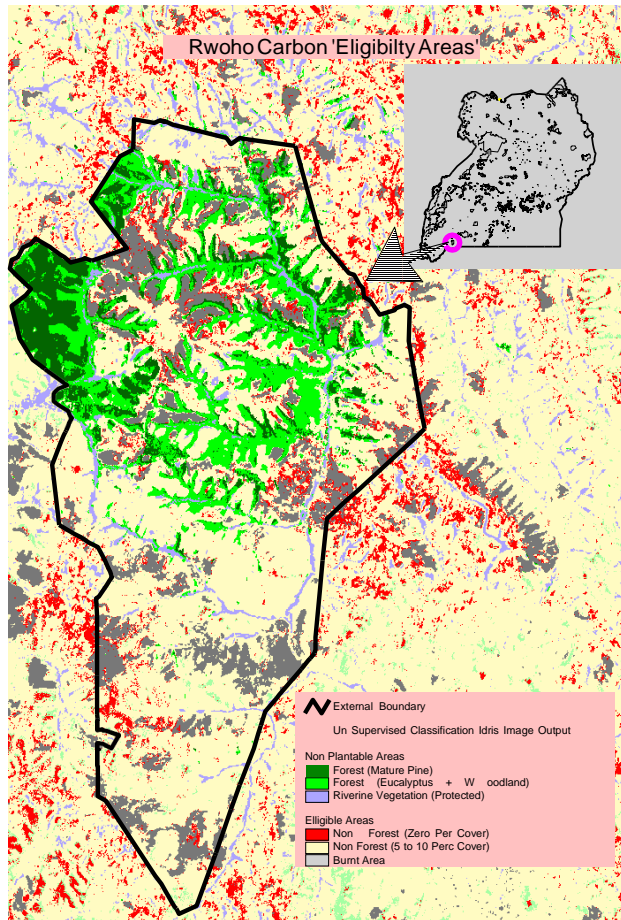 Rwoho Carbon 'Eligibilty Areas'
External Boundary
Un Supervised Classification Idris Image Output
Non Plantable Areas
Forest (Mature Pine)
Forest (Eucalyptus + W oodland)
Riverine Vegetation (Protected)
Elligible Areas
Non Forest (Zero Per Cover)
Non Forest (5 to 10 Perc Cover)
Burnt Area